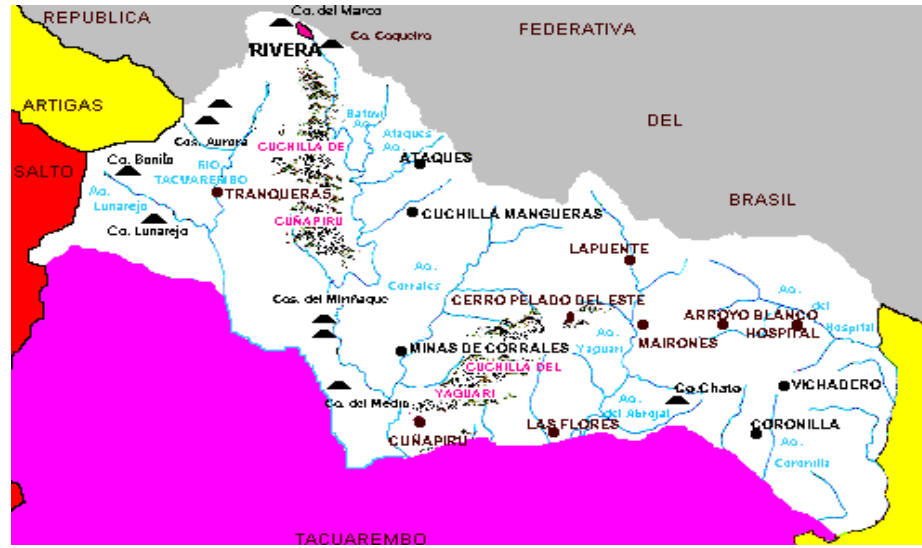 Co. del Marco
REPUBLICA
FEDERATIVA
Co. Coqueiro
RIVERA
ARTIGAS
DEL
Batovi
Ao.
Ataques
Ao.
Cos. Aurora
CUCHILLA DE
ATAQUES
Co. Bonito
RIO
TACUAREMBO
SALTO
Ao.
Lunarejo
TRANQUERAS
BRASIL
CUÑAPIRU
CUCHILLA MANGUERAS
Co. Lunarejo
LAPUENTE
Ao.
Corrales
Ao.
del
Hospital
Cos. del Miriñaque
CERRO PELADO DEL ESTE
ARROYO BLANCO
HOSPITAL
Ao.
Yaguari
MAIRONES
MINAS DE CORRALES
CUCHILLA DEL
YAGUARI
Co. Chato
VICHADERO
Co. del Medio
Ao.
del Abrojal
CUÑAPIRU
LAS FLORES
CORONILLA
Ao.
Coronilla
TACUAREMBO